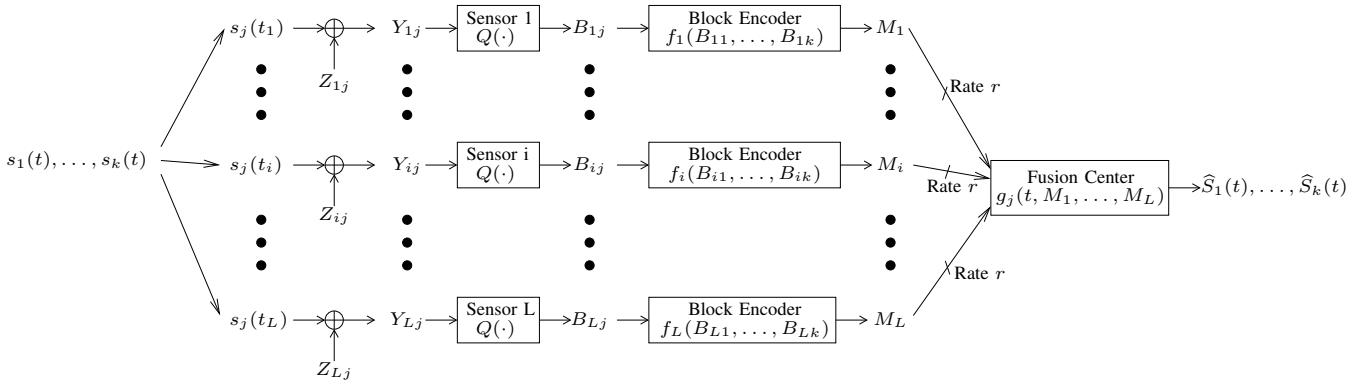 s_j(t_1) Y_{1j} Sensor 1 B_{1j} Block Encoder M_1
Q(·) f_1(B_{11}, . . . , B_{1k})
Z_{1j} Rate r
s_1(t), . . . , s_k(t) s_j(t_i) Y_{ij} Sensor i B_{ij} Block Encoder M_i
Q(·) f_i(B_{i1}, . . . , B_{ik})
Z_{ij} Rate r
Fusion Center
g_j(t, M_1, . . . , M_L) Ŝ_1(t), . . . , Ŝ_k(t)
Rate r
s_j(t_L) Y_{Lj} Sensor L B_{Lj} Block Encoder M_L
Q(·) f_L(B_{L1}, . . . , B_{Lk})
Z_{Lj}